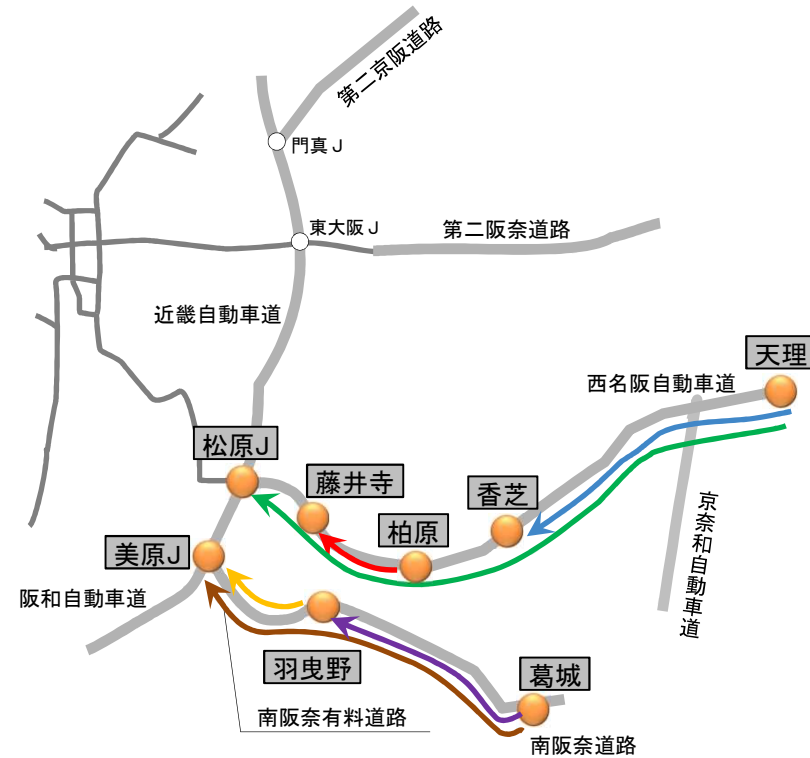 第二京阪道路
門真J
東大阪J
第二阪奈道路
近畿自動車道
天理
西名阪自動車道
松原J
藤井寺
香芝
柏原
京奈和自動車道
美原J
阪和自動車道
羽曳野
葛城
南阪奈有料道路
南阪奈道路